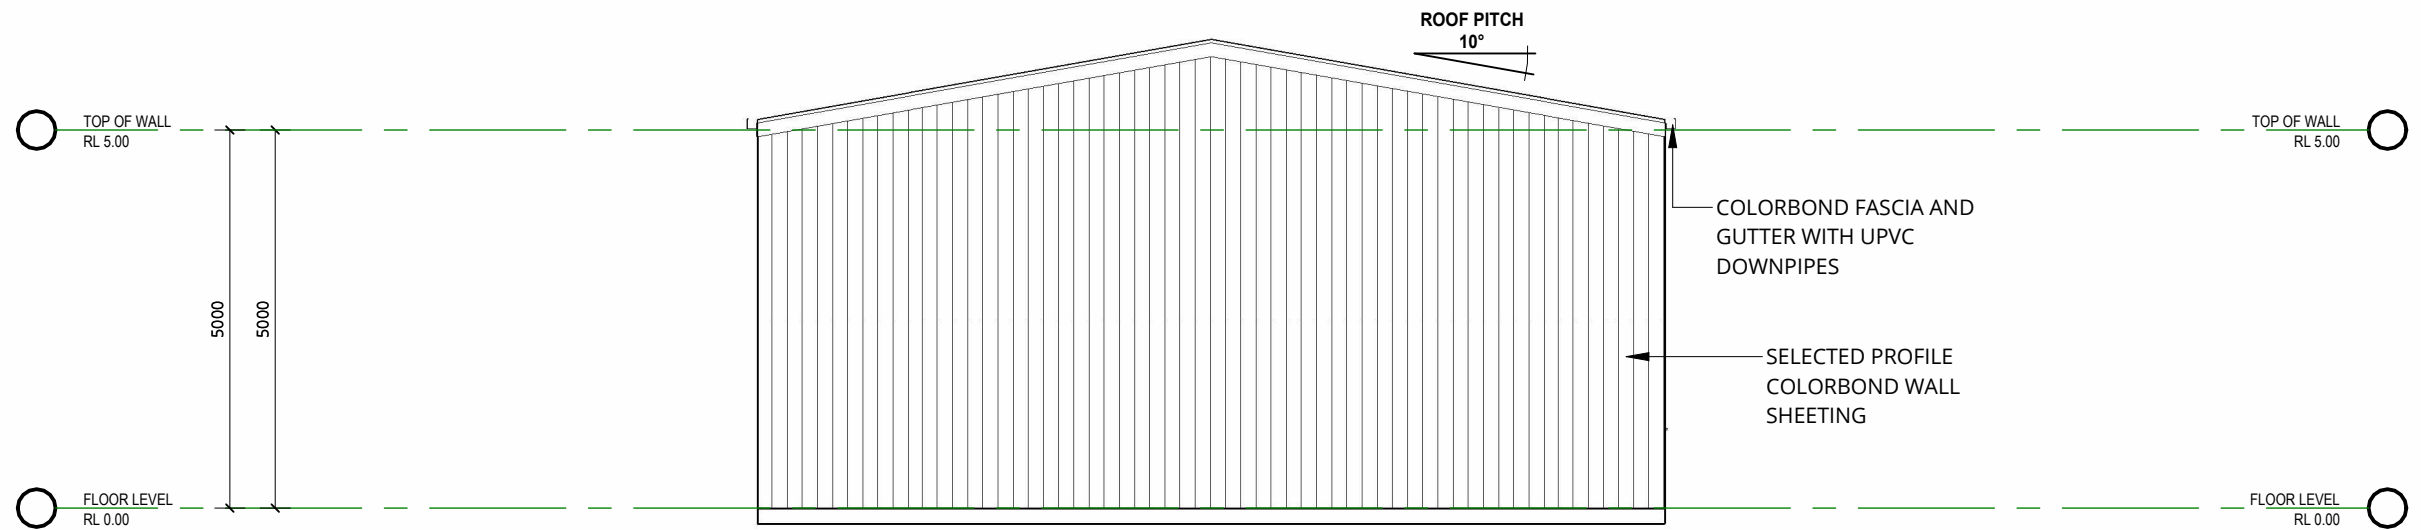 ROOF PITCH
10°
TOP OF WALL
RL 5.00
TOP OF WALL
RL 5.00
COLORBOND FASCIA AND
GUTTER WITH UPVC
DOWNPIPES
5000
5000
SELECTED PROFILE
COLORBOND WALL
SHEETING
FLOOR LEVEL
RL 0.00
FLOOR LEVEL
RL 0.00